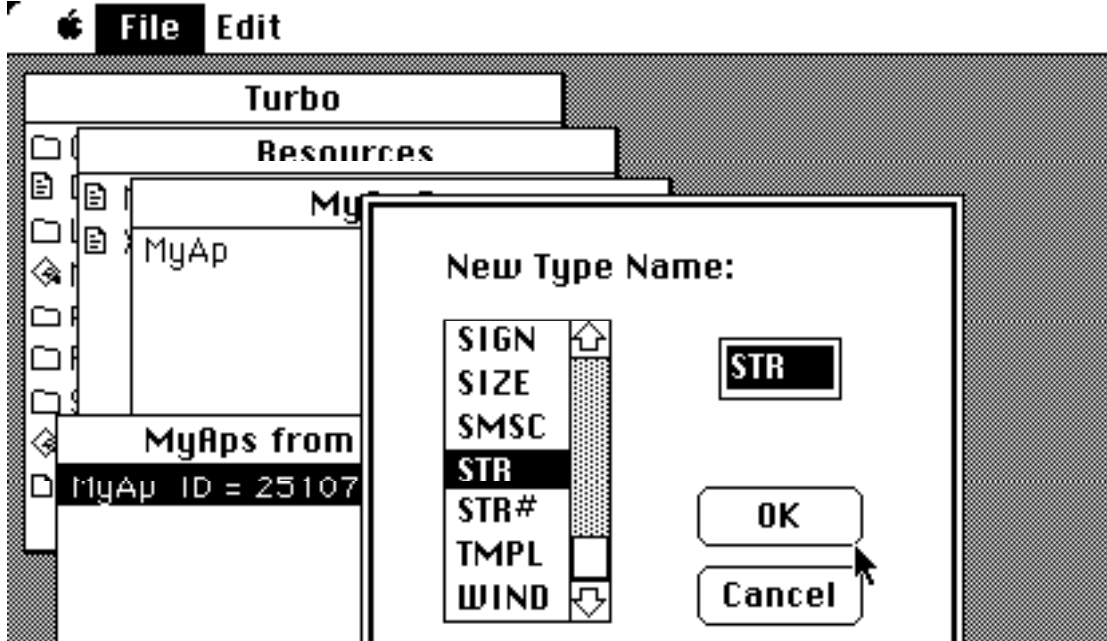 File Edit
Turbo
Resources
MyAp
New Type Name:
SIGN
SIZE
SMSC
STR
STR#
TMPL
WIND
STR
OK
Cancel
MyAps from
MyAp ID = 25107